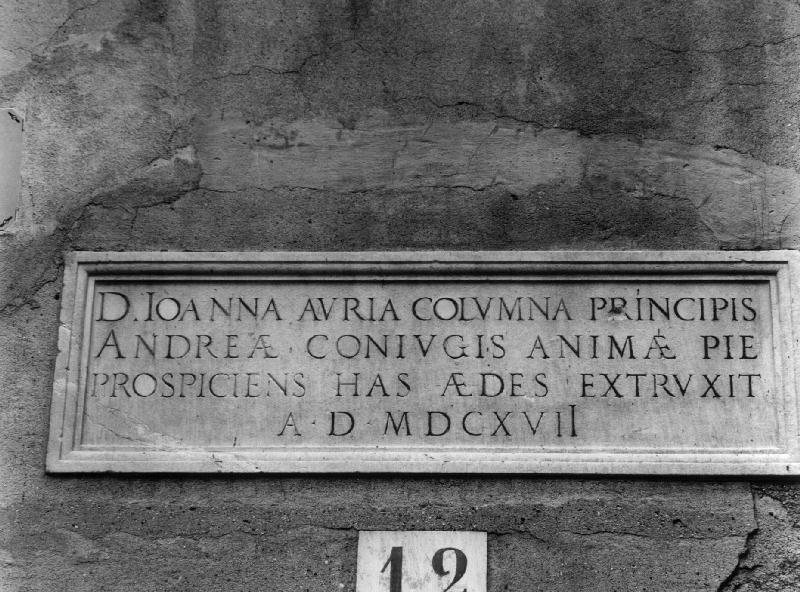 D. IOANNA AVRIA COLVMNA PRINCIPIS
ANDREÆ CONIVGIS ANIMÆ PIE
PROSPICIENS HAS ÆDES EXTRVXIT
A · D · MDCXVII
12